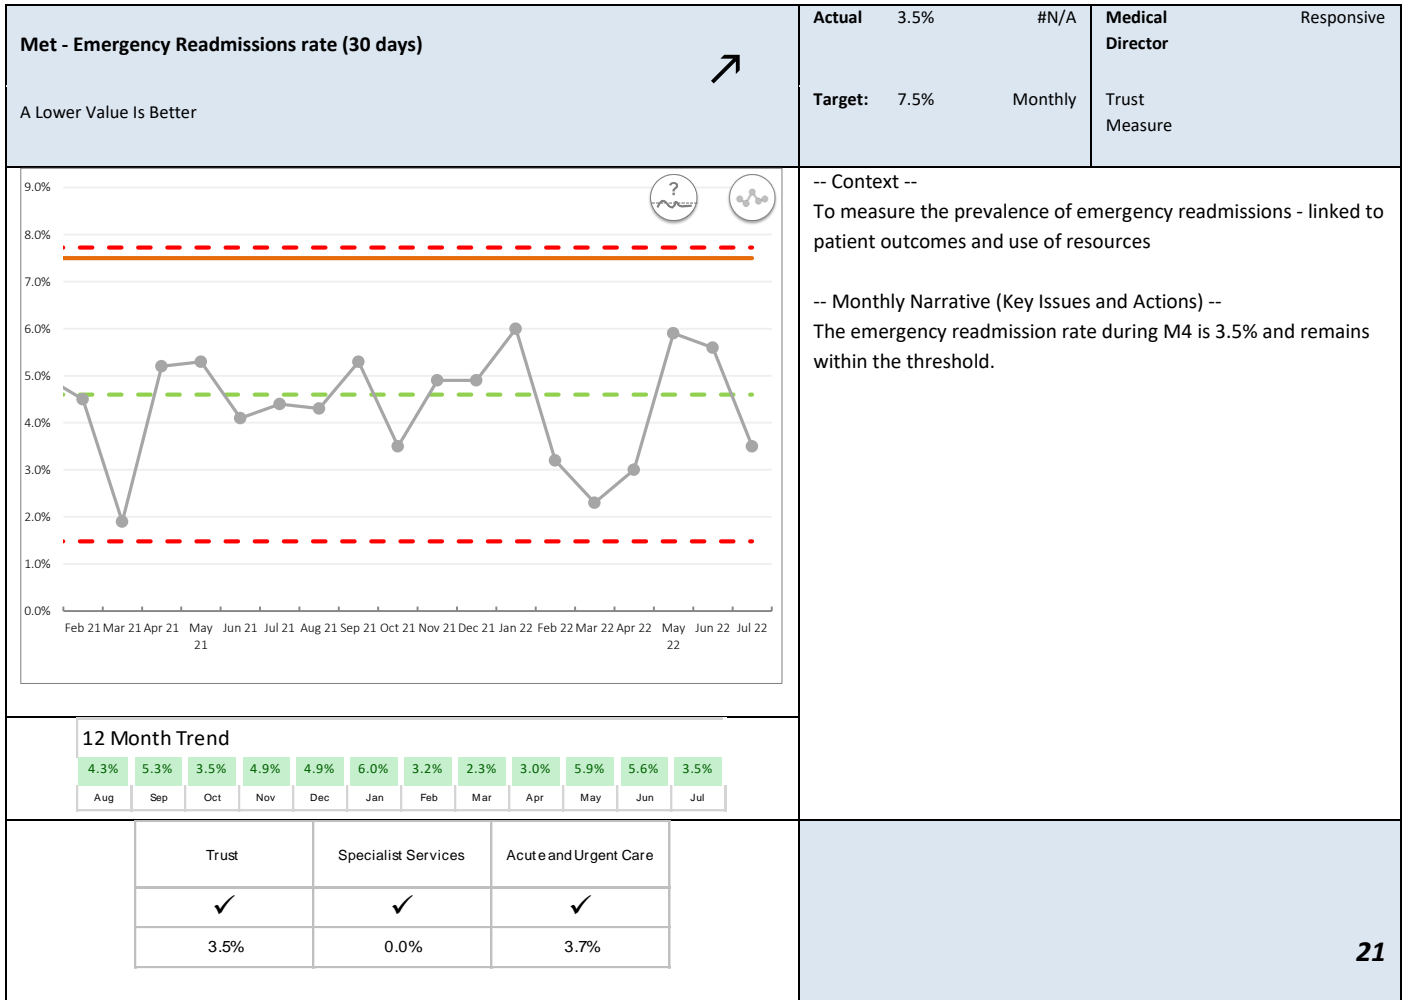 Met - Emergency Readmissions rate (30 days)
A Lower Value Is Better
Actual 3.5% #N/A
Target: 7.5% Monthly
Medical Responsive
Director
Trust
Measure
9.0%
8.0%
7.0%
6.0%
5.0%
4.0%
3.0%
2.0%
1.0%
0.0%
?
Feb 21 Mar 21 Apr 21 May 21 Jun 21 Jul 21 Aug 21 Sep 21 Oct 21 Nov 21 Dec 21 Jan 22 Feb 22 Mar 22 Apr 22 May 22 Jun 22 Jul 22
-- Context --
To measure the prevalence of emergency readmissions - linked to
patient outcomes and use of resources
-- Monthly Narrative (Key Issues and Actions) --
The emergency readmission rate during M4 is 3.5% and remains
within the threshold.
12 Month Trend
4.3% 5.3% 3.5% 4.9% 4.9% 6.0% 3.2% 2.3% 3.0% 5.9% 5.6% 3.5%
Aug Sep Oct Nov Dec Jan Feb Mar Apr May Jun Jul
Trust Specialist Services Acute and Urgent Care
✓ ✓ ✓
3.5% 0.0% 3.7%
21